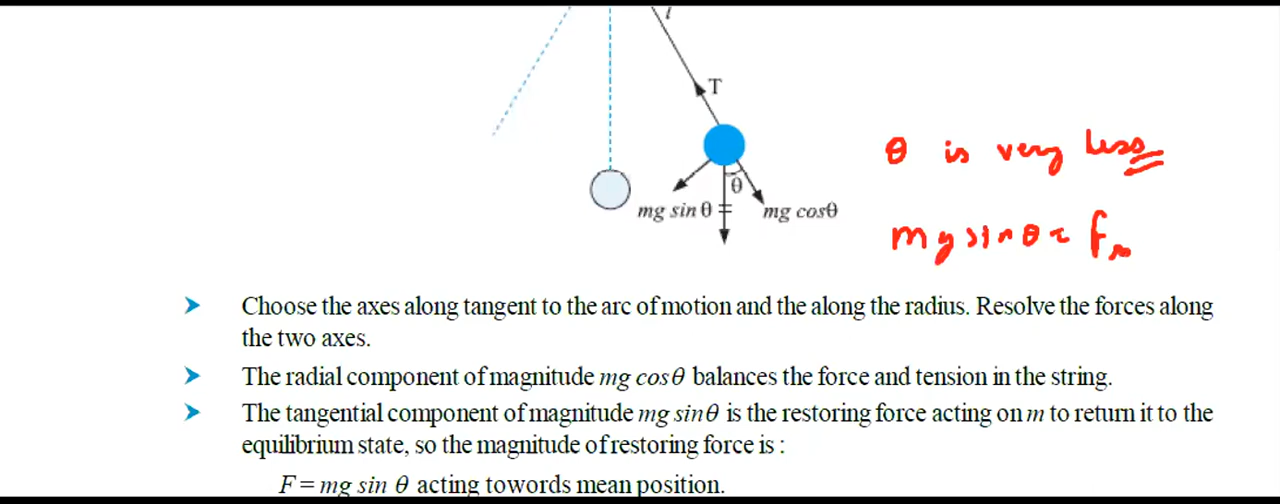 l
T
θ is very less
θ
mg sin θ
mg cosθ
mg sin θ = Fr
➤ Choose the axes along tangent to the arc of motion and the along the radius. Resolve the forces along
the two axes.
➤ The radial component of magnitude mg cosθ balances the force and tension in the string.
➤ The tangential component of magnitude mg sinθ is the restoring force acting on m to return it to the
equilibrium state, so the magnitude of restoring force is :
F = mg sin θ acting towords mean position.